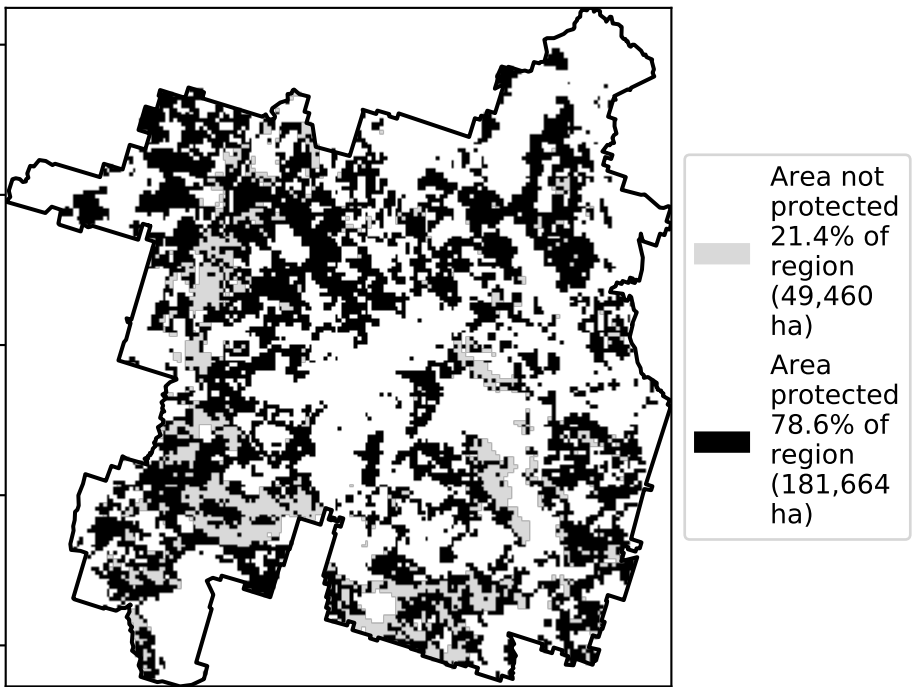 Area not
protected
21.4% of
region
(49,460
ha)
Area
protected
78.6% of
region
(181,664
ha)